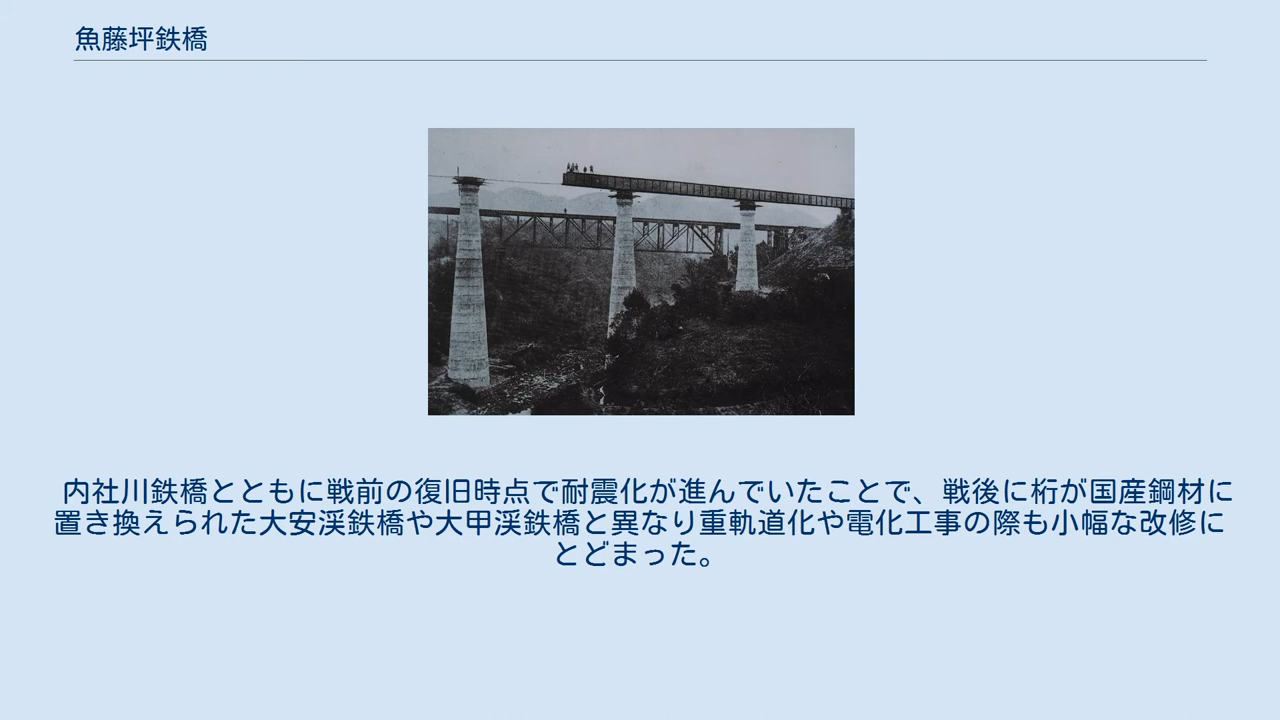 魚藤坪鉄橋
内社川鉄橋とともに戦前の復旧時点で耐震化が進んでいたことで、戦後に桁が国産鋼材に
置き換えられた大安渓鉄橋や大甲渓鉄橋と異なり重軌道化や電化工事の際も小幅な改修に
とどまった。